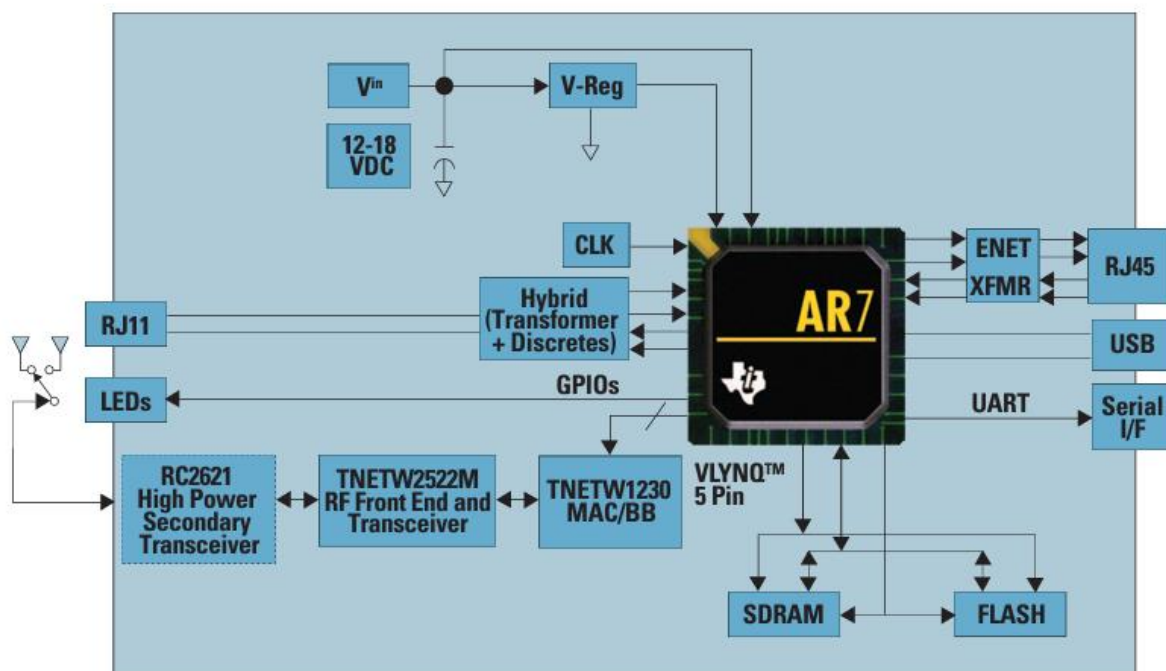 Vin
V-Reg
12-18
VDC
CLK
ENET
XFMR
RJ45
Hybrid
(Transformer
+ Discretes)
AR7
RJ11
USB
GPIOs
LEDs
UART
Serial
I/F
VLYNQ™
5 Pin
RC2621
High Power
Secondary
Transceiver
TNETW2522M
RF Front End and
Transceiver
TNETW1230
MAC/BB
SDRAM
FLASH